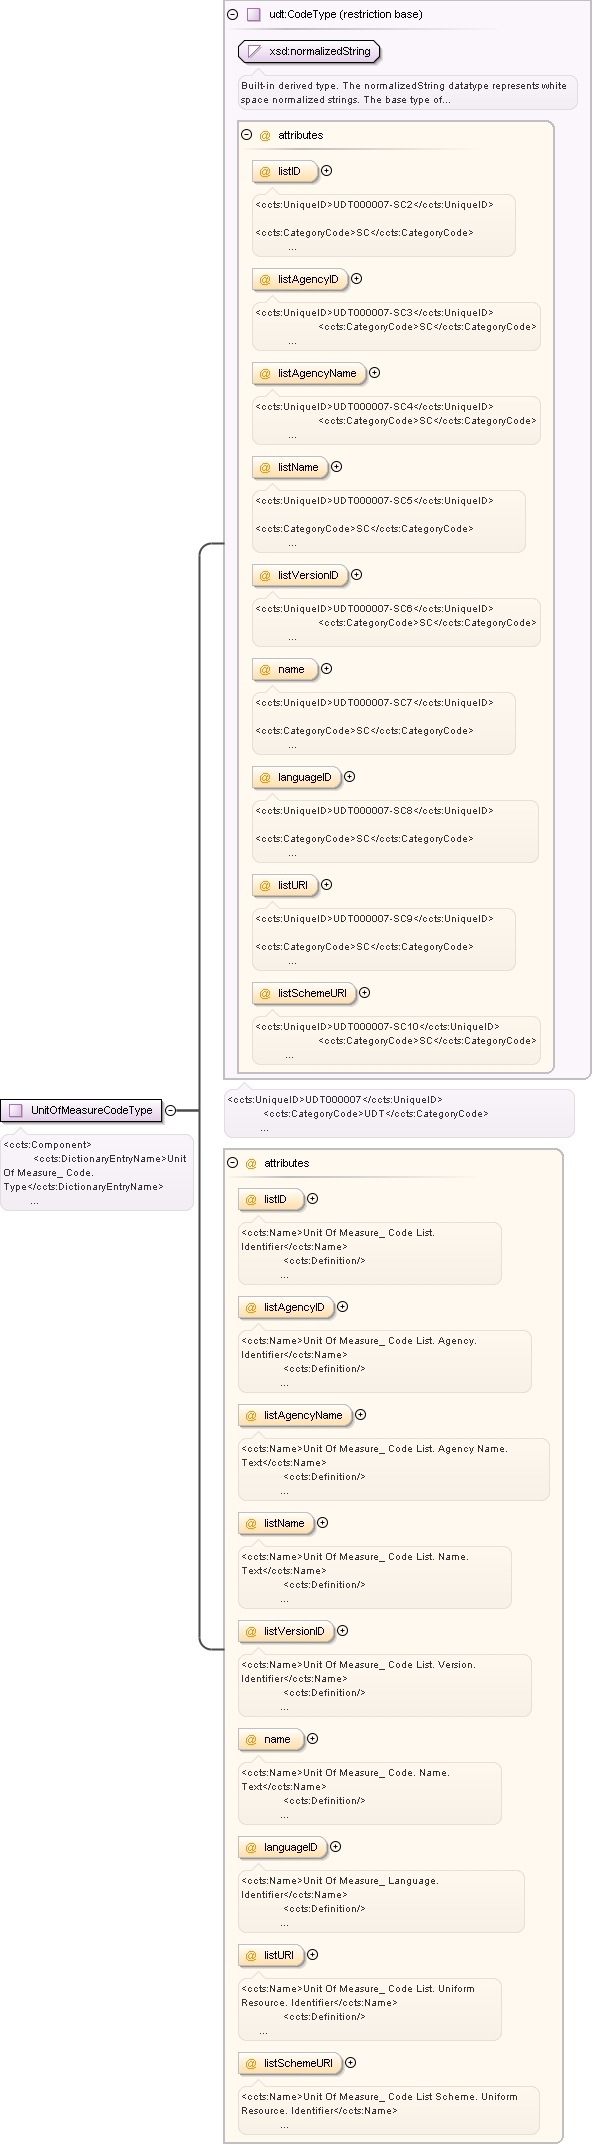 udt:CodeType (restriction base)
xsd:normalizedString
Built-in derived type. The normalizedString datatype represents white
space normalized strings. The base type of...
@ attributes
@ listID
<ccts:UniqueID>UDT000007-SC2</ccts:UniqueID>
<ccts:CategoryCode>SC</ccts:CategoryCode>
...
@ listAgencyID
<ccts:UniqueID>UDT000007-SC3</ccts:UniqueID>
<ccts:CategoryCode>SC</ccts:CategoryCode>
...
@ listAgencyName
<ccts:UniqueID>UDT000007-SC4</ccts:UniqueID>
<ccts:CategoryCode>SC</ccts:CategoryCode>
...
@ listName
<ccts:UniqueID>UDT000007-SC5</ccts:UniqueID>
<ccts:CategoryCode>SC</ccts:CategoryCode>
...
@ listVersionID
<ccts:UniqueID>UDT000007-SC6</ccts:UniqueID>
<ccts:CategoryCode>SC</ccts:CategoryCode>
...
@ name
<ccts:UniqueID>UDT000007-SC7</ccts:UniqueID>
<ccts:CategoryCode>SC</ccts:CategoryCode>
...
@ languageID
<ccts:UniqueID>UDT000007-SC8</ccts:UniqueID>
<ccts:CategoryCode>SC</ccts:CategoryCode>
...
@ listURI
<ccts:UniqueID>UDT000007-SC9</ccts:UniqueID>
<ccts:CategoryCode>SC</ccts:CategoryCode>
...
@ listSchemeURI
<ccts:UniqueID>UDT000007-SC10</ccts:UniqueID>
<ccts:CategoryCode>SC</ccts:CategoryCode>
...
<ccts:UniqueID>UDT000007</ccts:UniqueID>
<ccts:CategoryCode>UDT</ccts:CategoryCode>
...
UnitOfMeasureCodeType
<ccts:Component>
<ccts:DictionaryEntryName>Unit
Of Measure_ Code.
Type</ccts:DictionaryEntryName>
...
@ attributes
@ listID
<ccts:Name>Unit Of Measure_ Code List.
Identifier</ccts:Name>
<ccts:Definition/>
...
@ listAgencyID
<ccts:Name>Unit Of Measure_ Code List. Agency.
Identifier</ccts:Name>
<ccts:Definition/>
...
@ listAgencyName
<ccts:Name>Unit Of Measure_ Code List. Agency Name.
Text</ccts:Name>
<ccts:Definition/>
...
@ listName
<ccts:Name>Unit Of Measure_ Code List. Name.
Text</ccts:Name>
<ccts:Definition/>
...
@ listVersionID
<ccts:Name>Unit Of Measure_ Code List. Version.
Identifier</ccts:Name>
<ccts:Definition/>
...
@ name
<ccts:Name>Unit Of Measure_ Code. Name.
Text</ccts:Name>
<ccts:Definition/>
...
@ languageID
<ccts:Name>Unit Of Measure_ Language.
Identifier</ccts:Name>
<ccts:Definition/>
...
@ listURI
<ccts:Name>Unit Of Measure_ Code List. Uniform
Resource. Identifier</ccts:Name>
<ccts:Definition/>
...
@ listSchemeURI
<ccts:Name>Unit Of Measure_ Code List Scheme. Uniform
Resource. Identifier</ccts:Name>
...